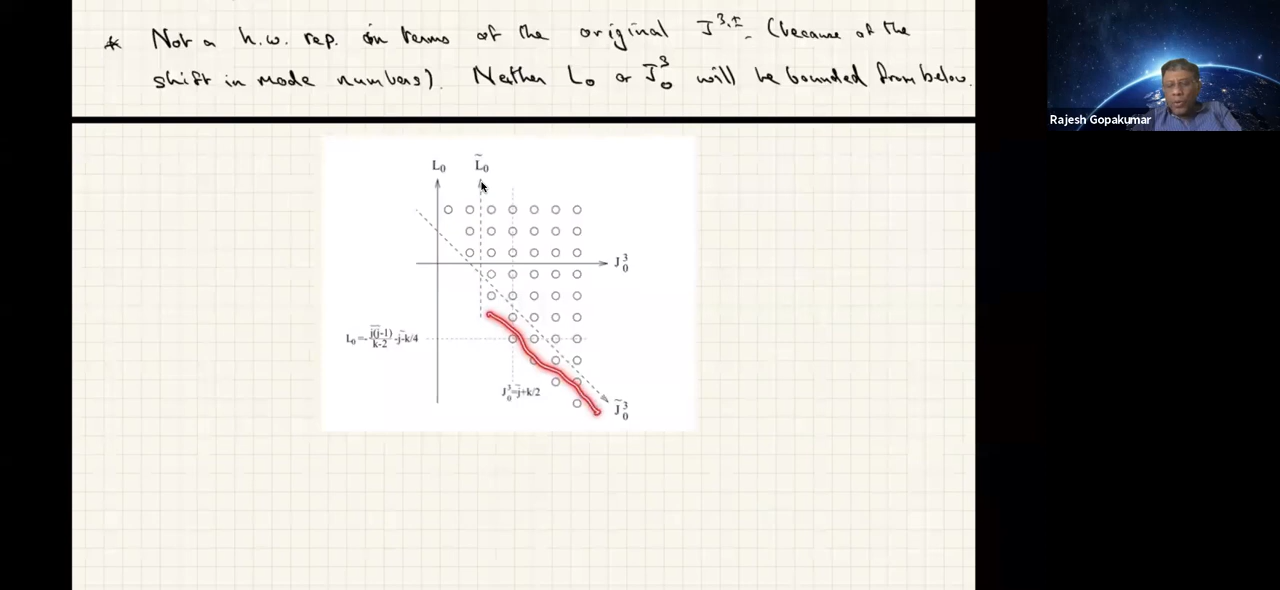 * Not a h.w. rep. in terms of the original J³,± (because of the
shift in mode numbers). Neither L₀ or J₀³ will be bounded from below.
Rajesh Gopakumar
L₀ L̃₀
J₀³
L₀=-j̃(j̃-1)/k-2 -j̃-k/4
J₀³=j̃+k/2
J̃₀³